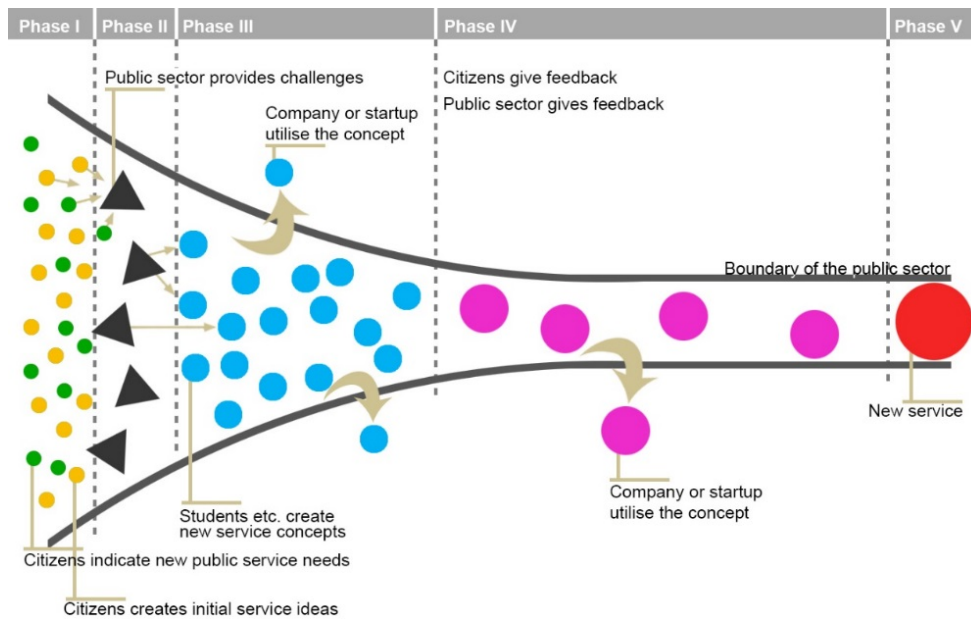 Phase I
Phase II
Phase III
Phase IV
Phase V
Public sector provides challenges
Citizens give feedback
Public sector gives feedback
Company or startup
utilise the concept
Boundary of the public sector
New service
Company or startup
utilise the concept
Students etc. create
new service concepts
Citizens indicate new public service needs
Citizens creates initial service ideas